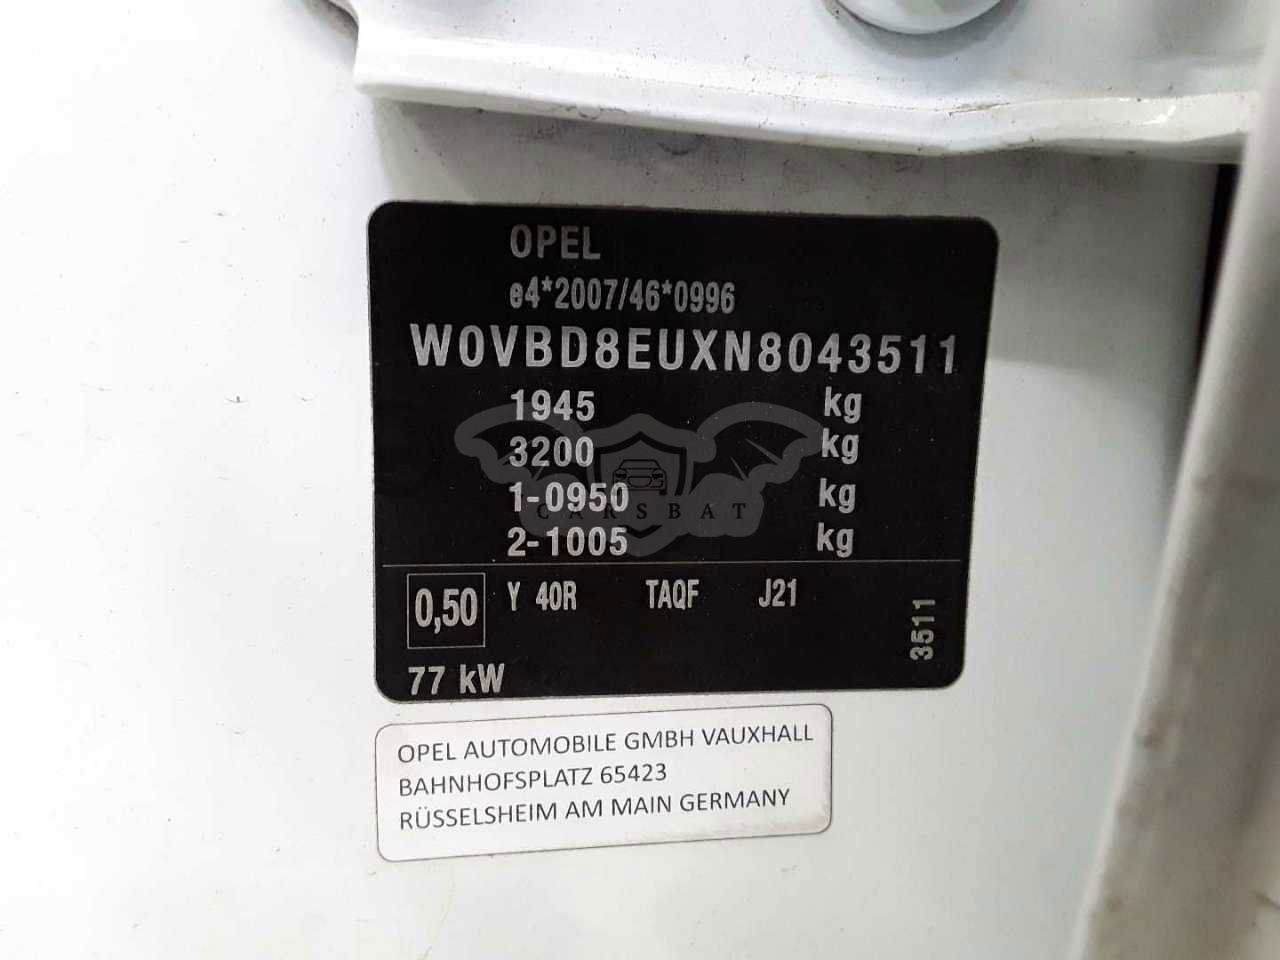 OPEL
e4*2007/46*0996
W0VBD8EUXN8043511
1945 kg
3200 kg
1-0950 kg
2-1005 kg
CARSBAT
0,50 Y 40R TAQF J21
3511
77 kW
OPEL AUTOMOBILE GMBH VAUXHALL
BAHNHOFSPLATZ 65423
RÜSSELSHEIM AM MAIN GERMANY